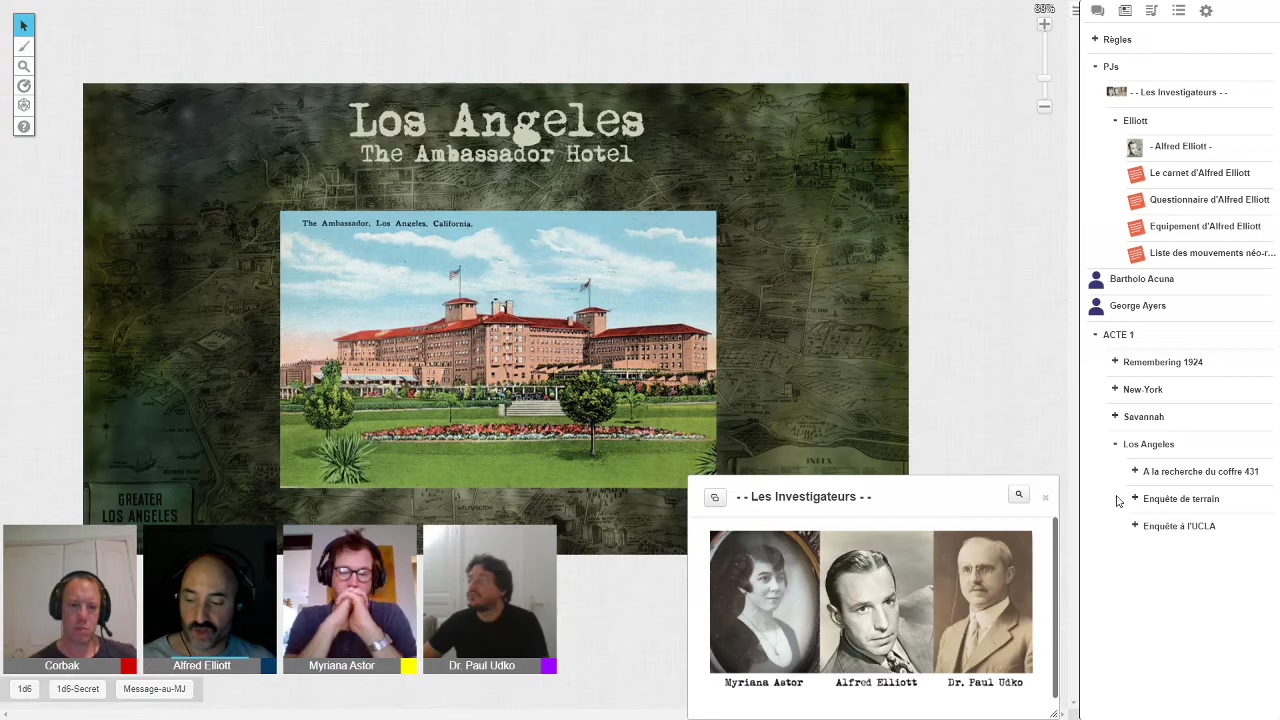 88%
Los Angeles
The Ambassador Hotel
The Ambassador, Los Angeles, California.
INDEX
GREATER
LOS ANGELES
WILMINGTON
Corbak
Alfred Elliott
Myriana Astor
Dr. Paul Udko
1d6
1d6-Secret
Message-au-MJ
- - Les Investigateurs - -
Myriana Astor
Alfred Elliott
Dr. Paul Udko
Règles
PJs
- - Les Investigateurs - -
Elliott
- Alfred Elliott -
Le carnet d'Alfred Elliott
Questionnaire d'Alfred Elliott
Equipement d'Alfred Elliott
Liste des mouvements néo-r...
Bartholo Acuna
George Ayers
ACTE 1
Remembering 1924
New-York
Savannah
Los Angeles
A la recherche du coffre 431
Enquête de terrain
Enquête á l'UCLA